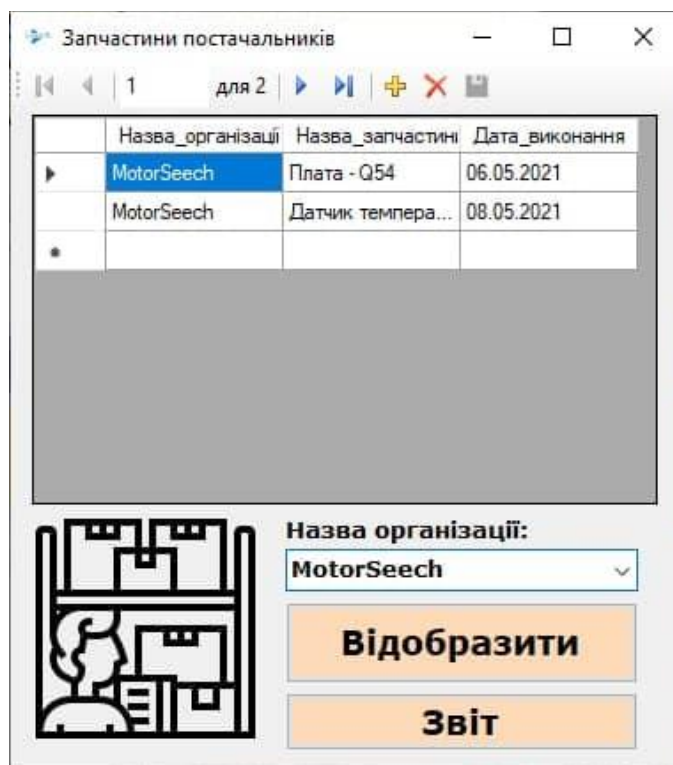 Запчастини постачальників
1 для 2
Назва_організації Назва_запчастини Дата_виконання
MotorSeech Плата - Q54 06.05.2021
MotorSeech Датчик темпера... 08.05.2021
Назва організації:
MotorSeech
Відобразити
Звіт